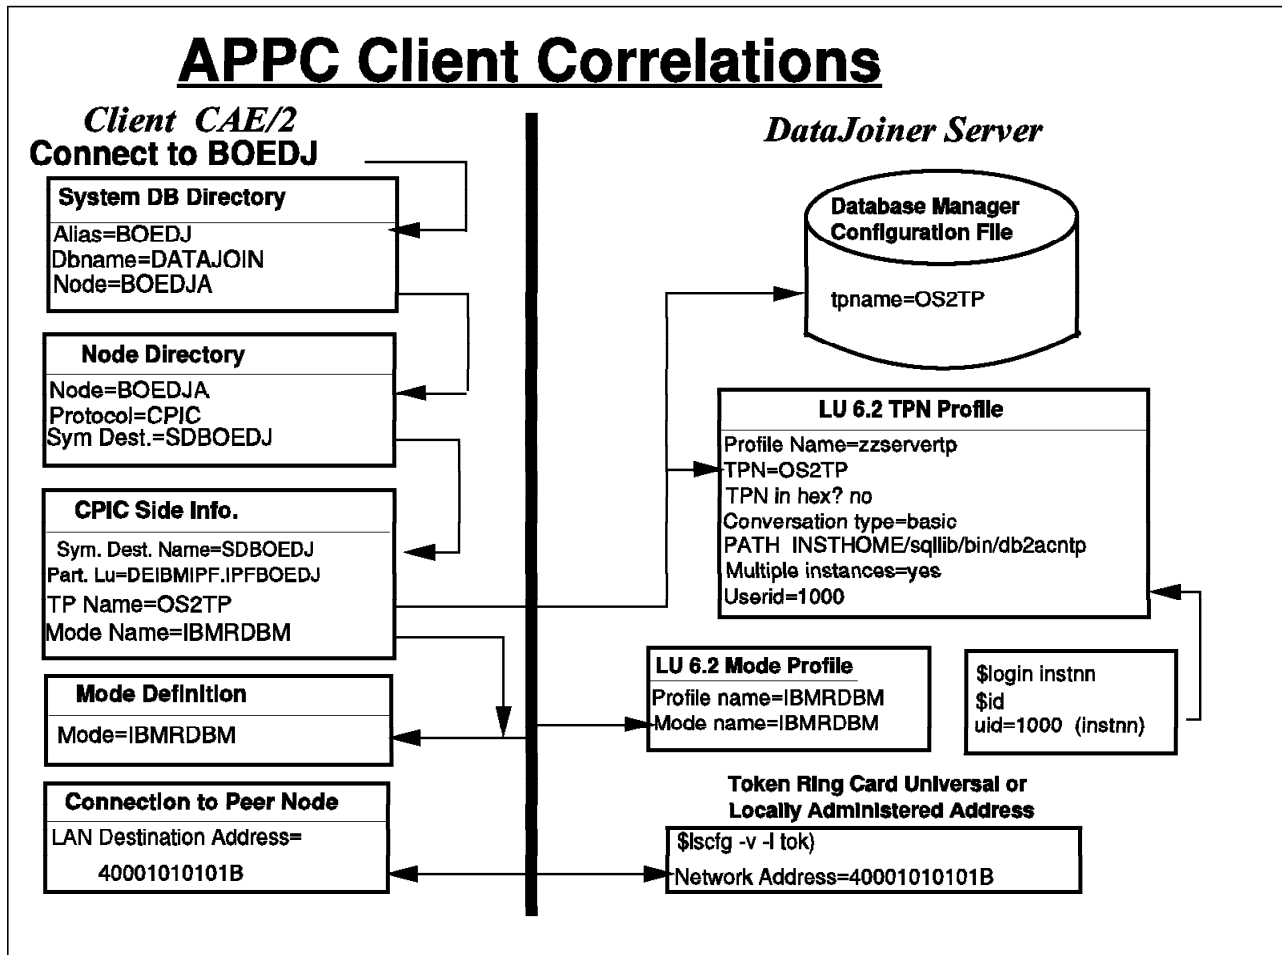 APPC Client Correlations
Client CAE/2
Connect to BOEDJ
System DB Directory
Alias=BOEDJ
Dbname=DATAJOIN
Node=BOEDJA
Node Directory
Node=BOEDJA
Protocol=CPIC
Sym Dest.=SDBOEDJ
CPIC Side Info.
Sym. Dest. Name=SDBOEDJ
Part. Lu=DEIBMIPF.IPFBOEDJ
TP Name=OS2TP
Mode Name=IBMRDBM
Mode Definition
Mode=IBMRDBM
Connection to Peer Node
LAN Destination Address=
40001010101B
DataJoiner Server
Database Manager
Configuration File
tpname=OS2TP
LU 6.2 TPN Profile
Profile Name=zzservertp
TPN=OS2TP
TPN in hex? no
Conversation type=basic
PATH INSTHOME/sqllib/bin/db2acntp
Multiple instances=yes
Userid=1000
LU 6.2 Mode Profile
Profile name=IBMRDBM
Mode name=IBMRDBM
$login instnn
$id
uid=1000 (instnn)
Token Ring Card Universal or
Locally Administered Address
$lscfg -v -l tok)
Network Address=40001010101B